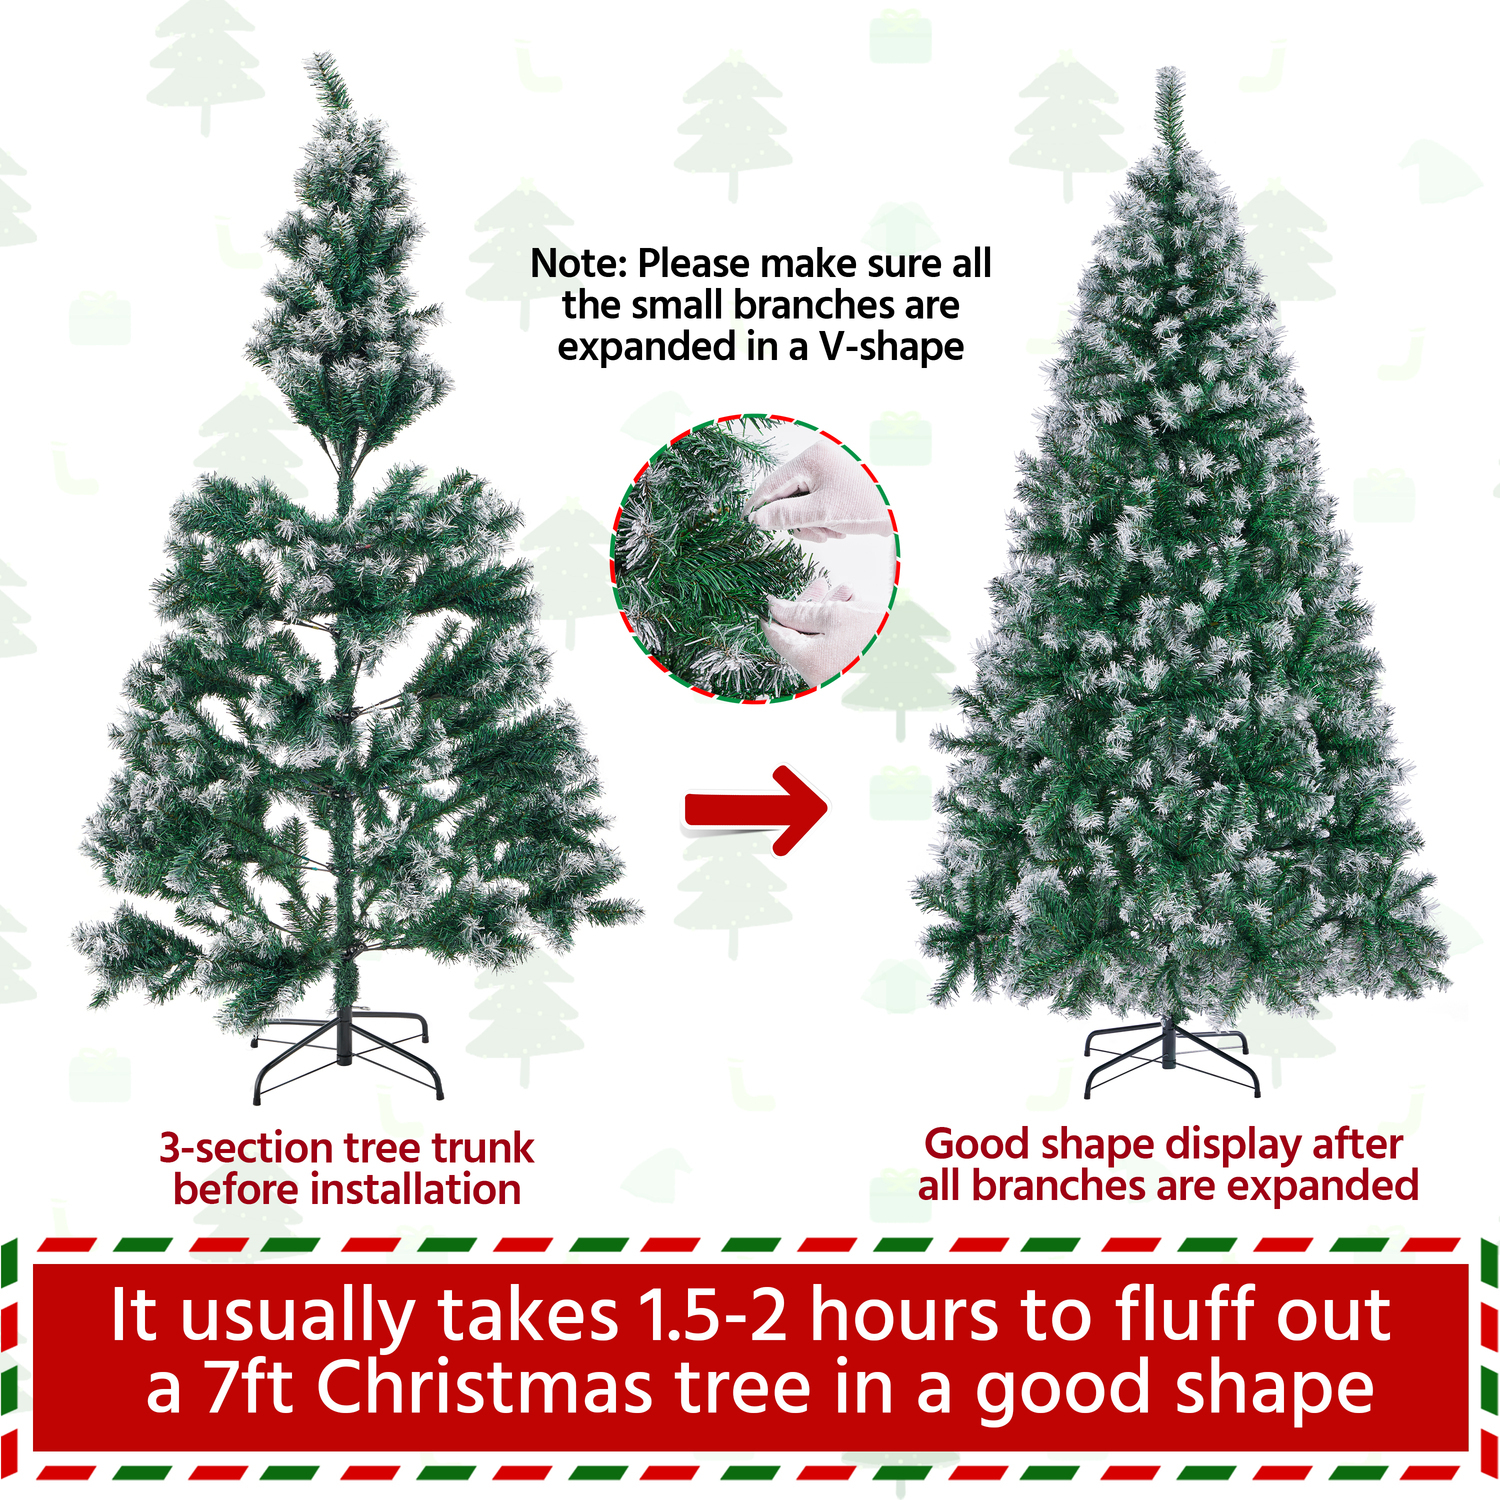 Note: Please make sure all
the small branches are
expanded in a V-shape
3-section tree trunk
before installation
Good shape display after
all branches are expanded
It usually takes 1.5-2 hours to fluff out
a 7ft Christmas tree in a good shape